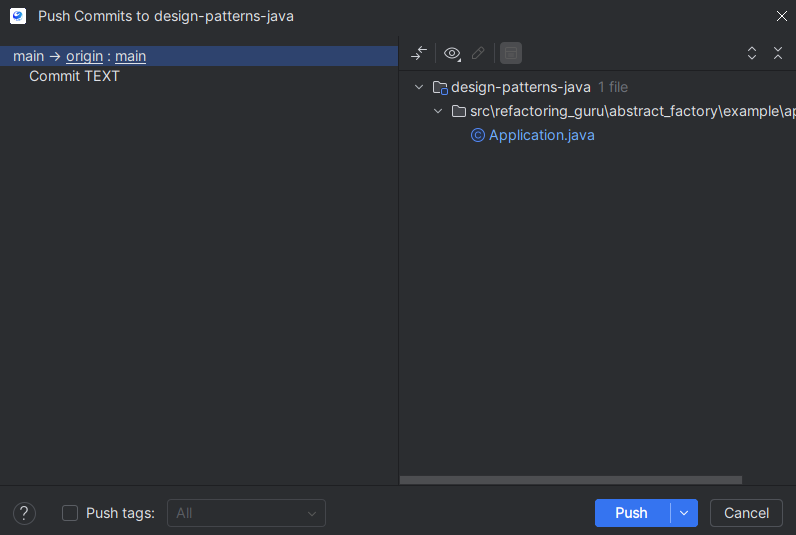 Push Commits to design-patterns-java
main → origin : main
Commit TEXT
design-patterns-java 1 file
src\refactoring_guru\abstract_factory\example\ap
Application.java
? Push tags: All
Push
Cancel